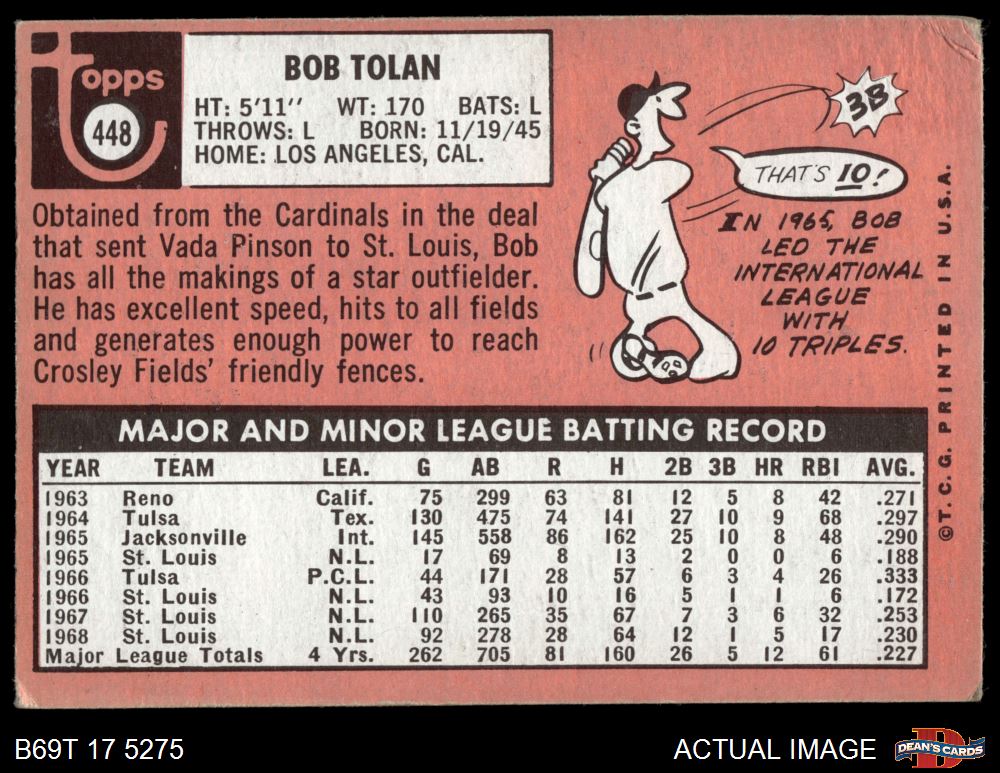 topps
448
BOB TOLAN
HT: 5'11'' WT: 170 BATS: L
THROWS: L BORN: 11/19/45
HOME: LOS ANGELES, CAL.
Obtained from the Cardinals in the deal
that sent Vada Pinson to St. Louis, Bob
has all the makings of a star outfielder.
He has excellent speed, hits to all fields
and generates enough power to reach
Crosley Fields' friendly fences.
3B
THAT'S 10!
IN 1965, BOB
LED THE
INTERNATIONAL
LEAGUE
WITH
10 TRIPLES.
©T. C. G. PRINTED IN U. S. A.
MAJOR AND MINOR LEAGUE BATTING RECORD
YEAR TEAM LEA. G AB R H 2B 3B HR RBI AVG.
1963 Reno Calif. 75 299 63 81 12 5 8 42 .271
1964 Tulsa Tex. 130 475 74 141 27 10 9 68 .297
1965 Jacksonville Int. 145 558 86 162 25 10 8 48 .290
1965 St. Louis N.L. 17 69 8 13 2 0 0 6 .188
1966 Tulsa P.C.L. 44 171 28 57 6 3 4 26 .333
1966 St. Louis N.L. 43 93 10 16 5 1 1 6 .172
1967 St. Louis N.L. 110 265 35 67 7 3 6 32 .253
1968 St. Louis N.L. 92 278 28 64 12 1 5 17 .230
Major League Totals 4 Yrs. 262 705 81 160 26 5 12 61 .227
B69T 17 5275
ACTUAL IMAGE
D
DEAN'S CARDS